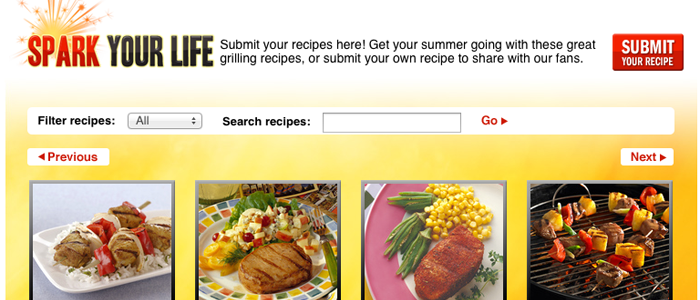 SPARK YOUR LIFE
Submit your recipes here! Get your summer going with these great
grilling recipes, or submit your own recipe to share with our fans.
SUBMIT
YOUR RECIPE
Filter recipes: All Search recipes: Go
Previous Next